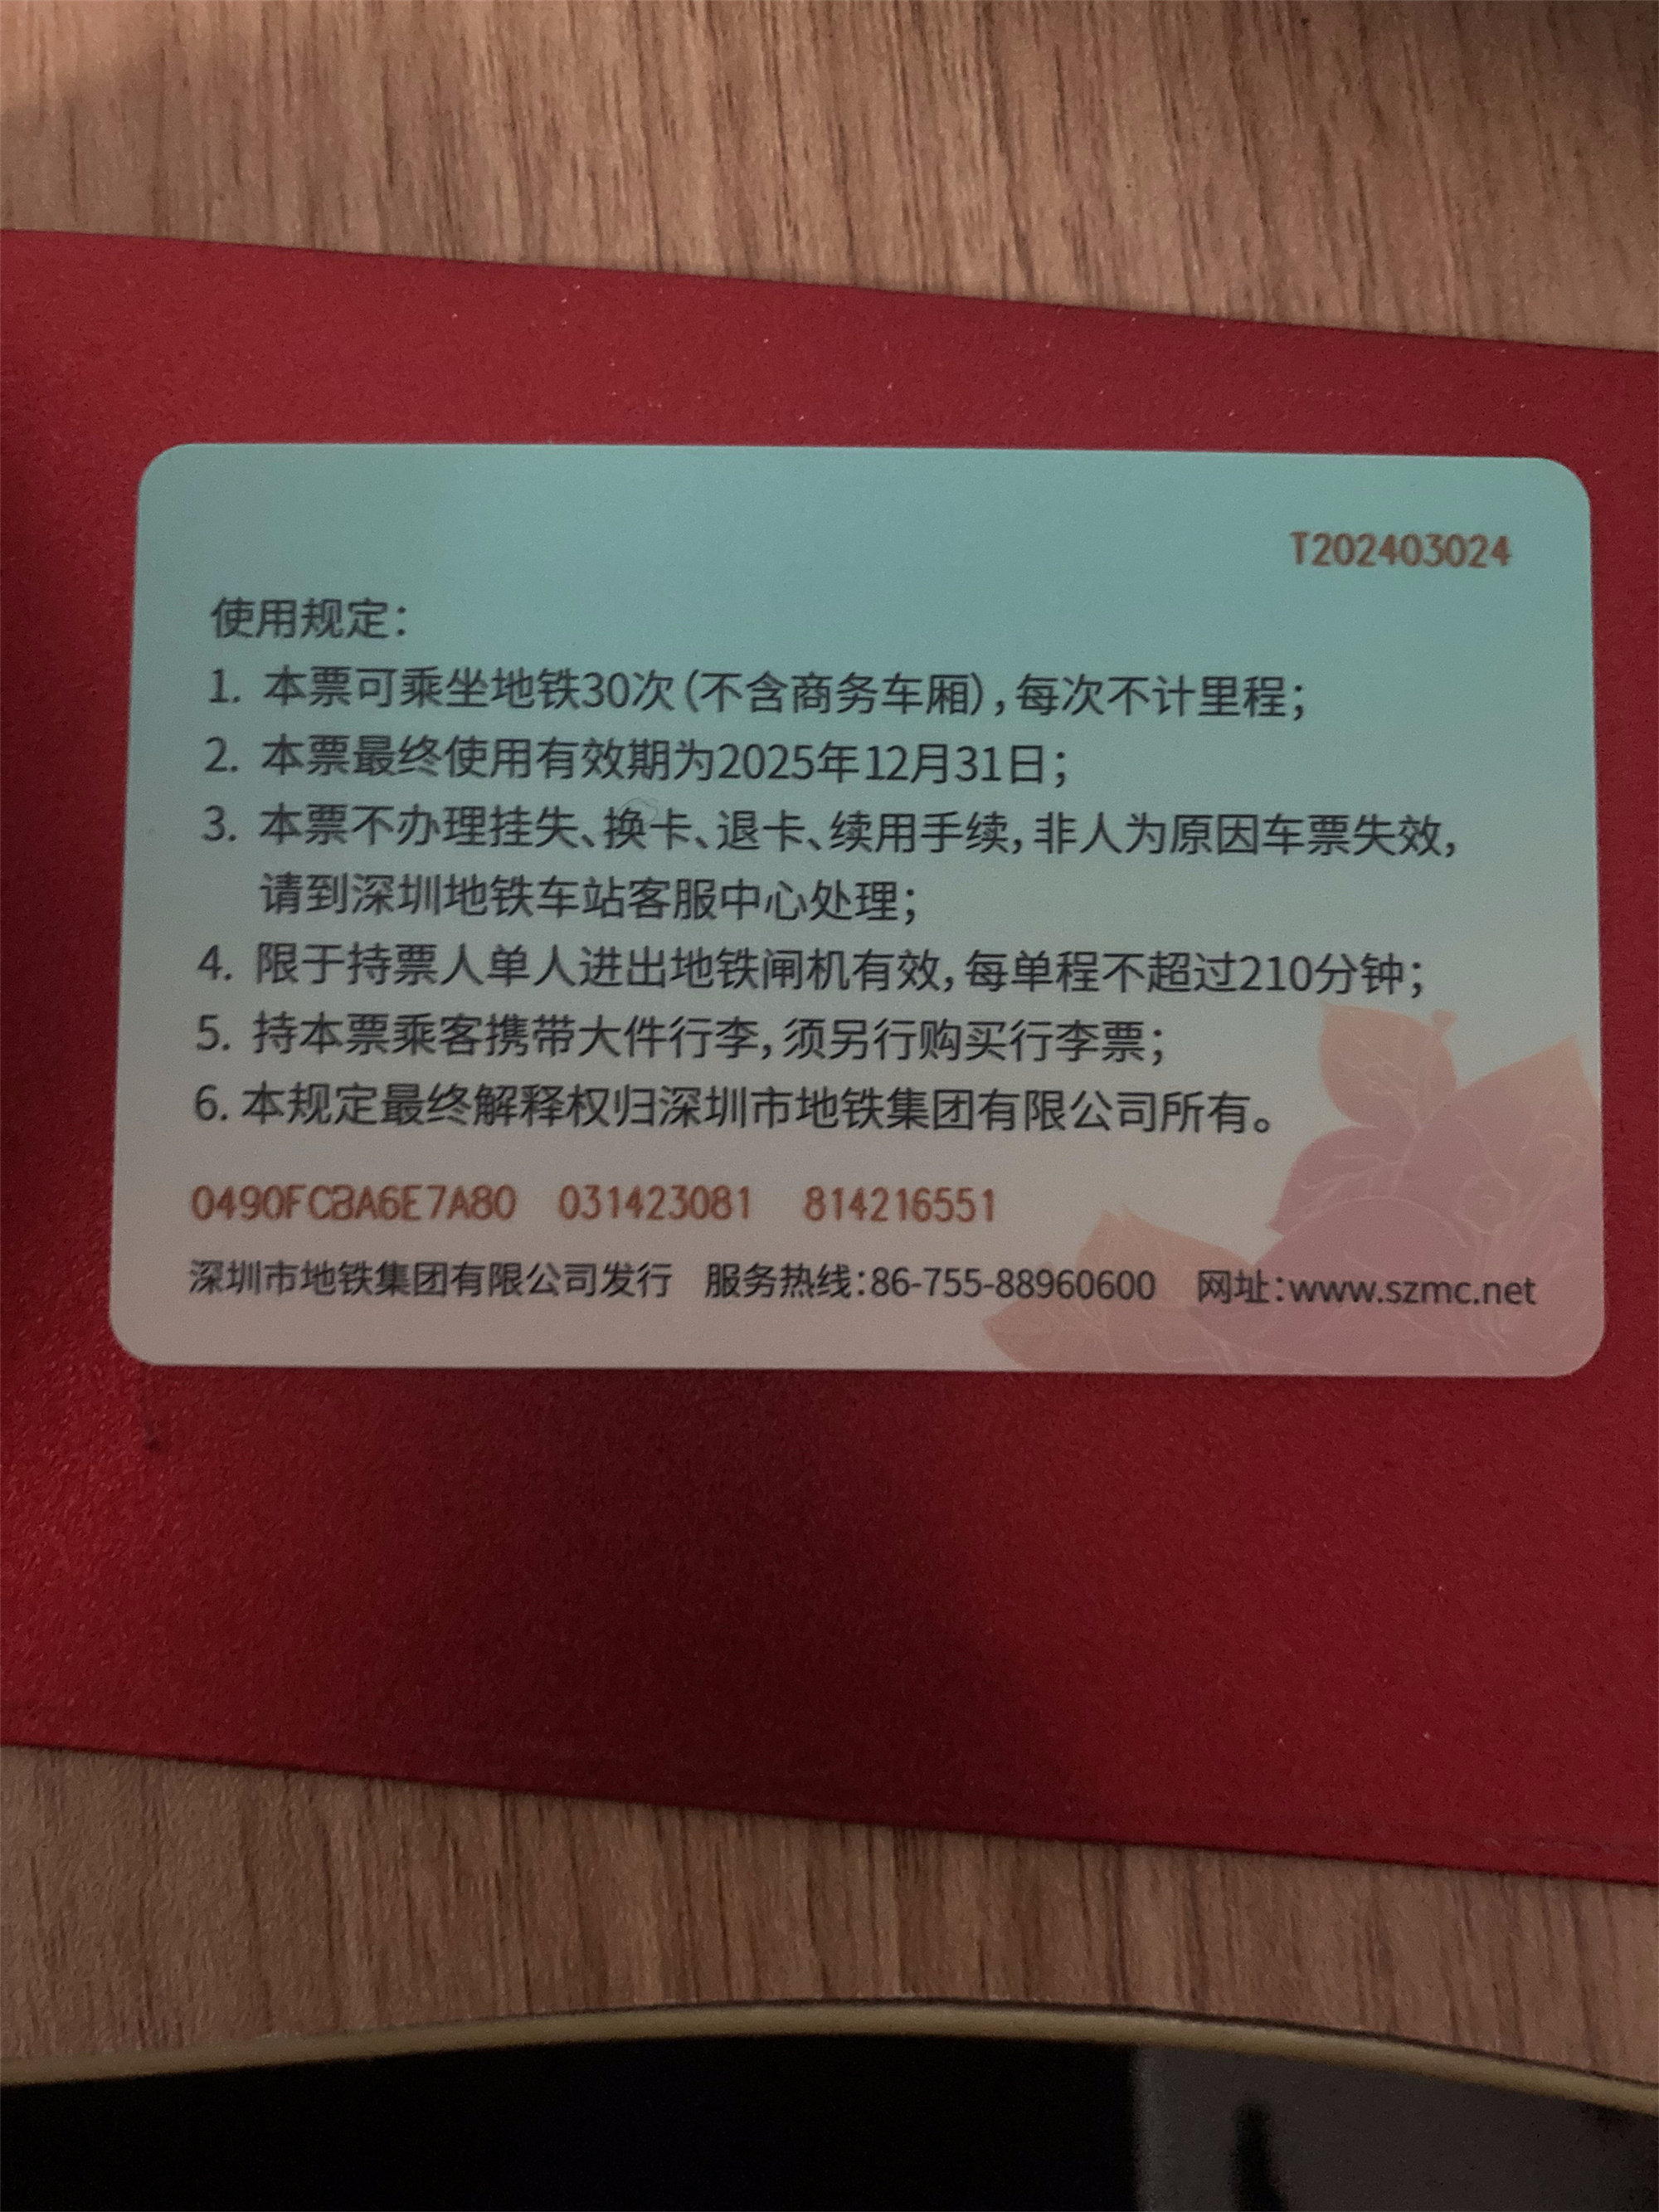 T202403024
使用规定：
1. 本票可乘坐地铁30次（不含商务车厢），每次不计里程；
2. 本票最终使用有效期为2025年12月31日；
3. 本票不办理挂失、换卡、退卡、续用手续，非人为原因车票失效，
请到深圳地铁车站客服中心处理；
4. 限于持票人单人进出地铁闸机有效，每单程不超过210分钟；
5. 持本票乘客携带大件行李，须另行购买行李票；
6. 本规定最终解释权归深圳市地铁集团有限公司所有。
0490FCBA6E7A80 031423081 814216551
深圳市地铁集团有限公司发行 服务热线：86-755-88960600 网址：www.szmc.net